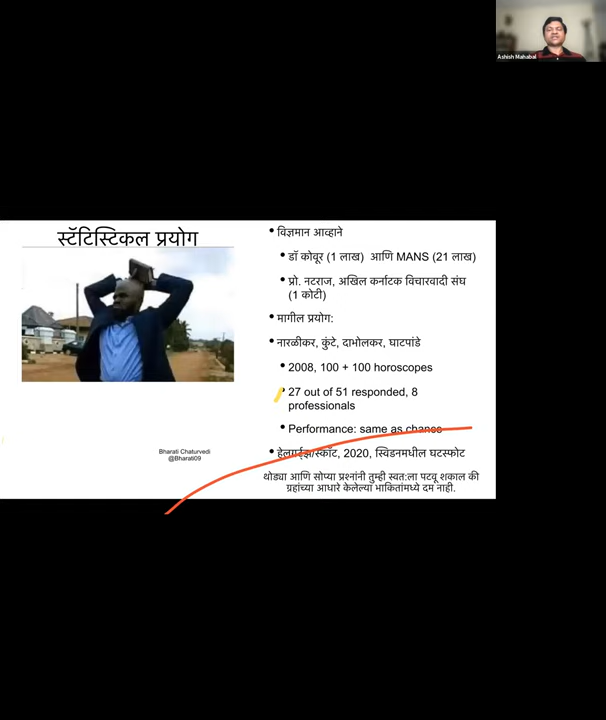 Ashish Mahabal
स्टॅटिस्टिकल प्रयोग
• विज्ञमान आव्हाने
• डॉ कोवूर (1 लाख) आणि MANS (21 लाख)
• प्रो. नटराज, अखिल कर्नाटक विचारवादी संघ
(1 कोटी)
• मागील प्रयोग:
• नारळीकर, कुंटे, दाभोलकर, घाटपांडे
• 2008, 100 + 100 horoscopes
• 27 out of 51 responded, 8
professionals
• Performance: same as chance
• हेल्गर्ड्झ/स्कॉट, 2020, स्विडनमधील घटस्फोट
थोड्या आणि सोप्या प्रश्नांनी तुम्ही स्वत:ला पटवू शकाल की
ग्रहांच्या आधारे केलेल्या भाकितांमध्ये दम नाही.
Bharati Chaturvedi
@Bharati09